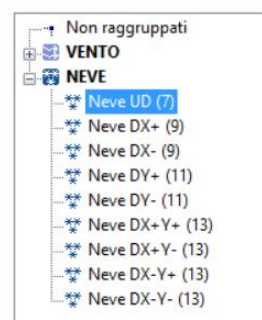 Non raggruppati
VENTO
NEVE
Neve UD (7)
Neve DX+ (9)
Neve DX- (9)
Neve DY+ (11)
Neve DY- (11)
Neve DX+Y+ (13)
Neve DX+Y- (13)
Neve DX-Y+ (13)
Neve DX-Y- (13)